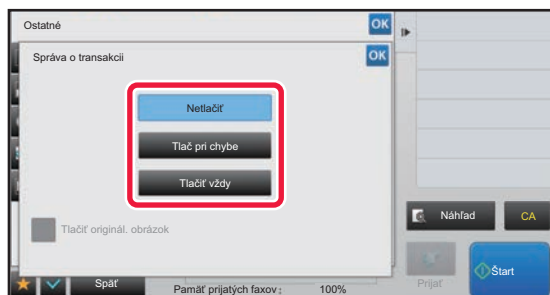 Ostatné
OK
Správa o transakcii
OK
Netlačiť
Tlač pri chybe
Tlačiť vždy
Tlačiť originál. obrázok
Náhľad
CA
Späť
Pamäť prijatých faxov :
100%
Prijať
Štart